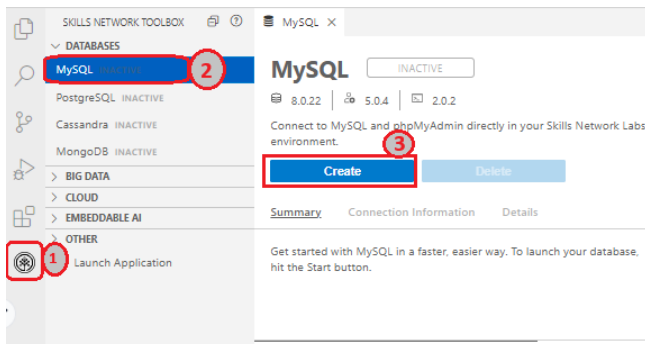 SKILLS NETWORK TOOLBOX
DATABASES
MySQL INACTIVE
2
PostgreSQL INACTIVE
Cassandra INACTIVE
MongoDB INACTIVE
BIG DATA
CLOUD
EMBEDDABLE AI
OTHER
1
Launch Application
MySQL
MySQL INACTIVE
8.0.22 5.0.4 2.0.2
Connect to MySQL and phpMyAdmin directly in your Skills Network Labs
environment.
3
Create Delete
Summary Connection Information Details
Get started with MySQL in a faster, easier way. To launch your database,
hit the Start button.